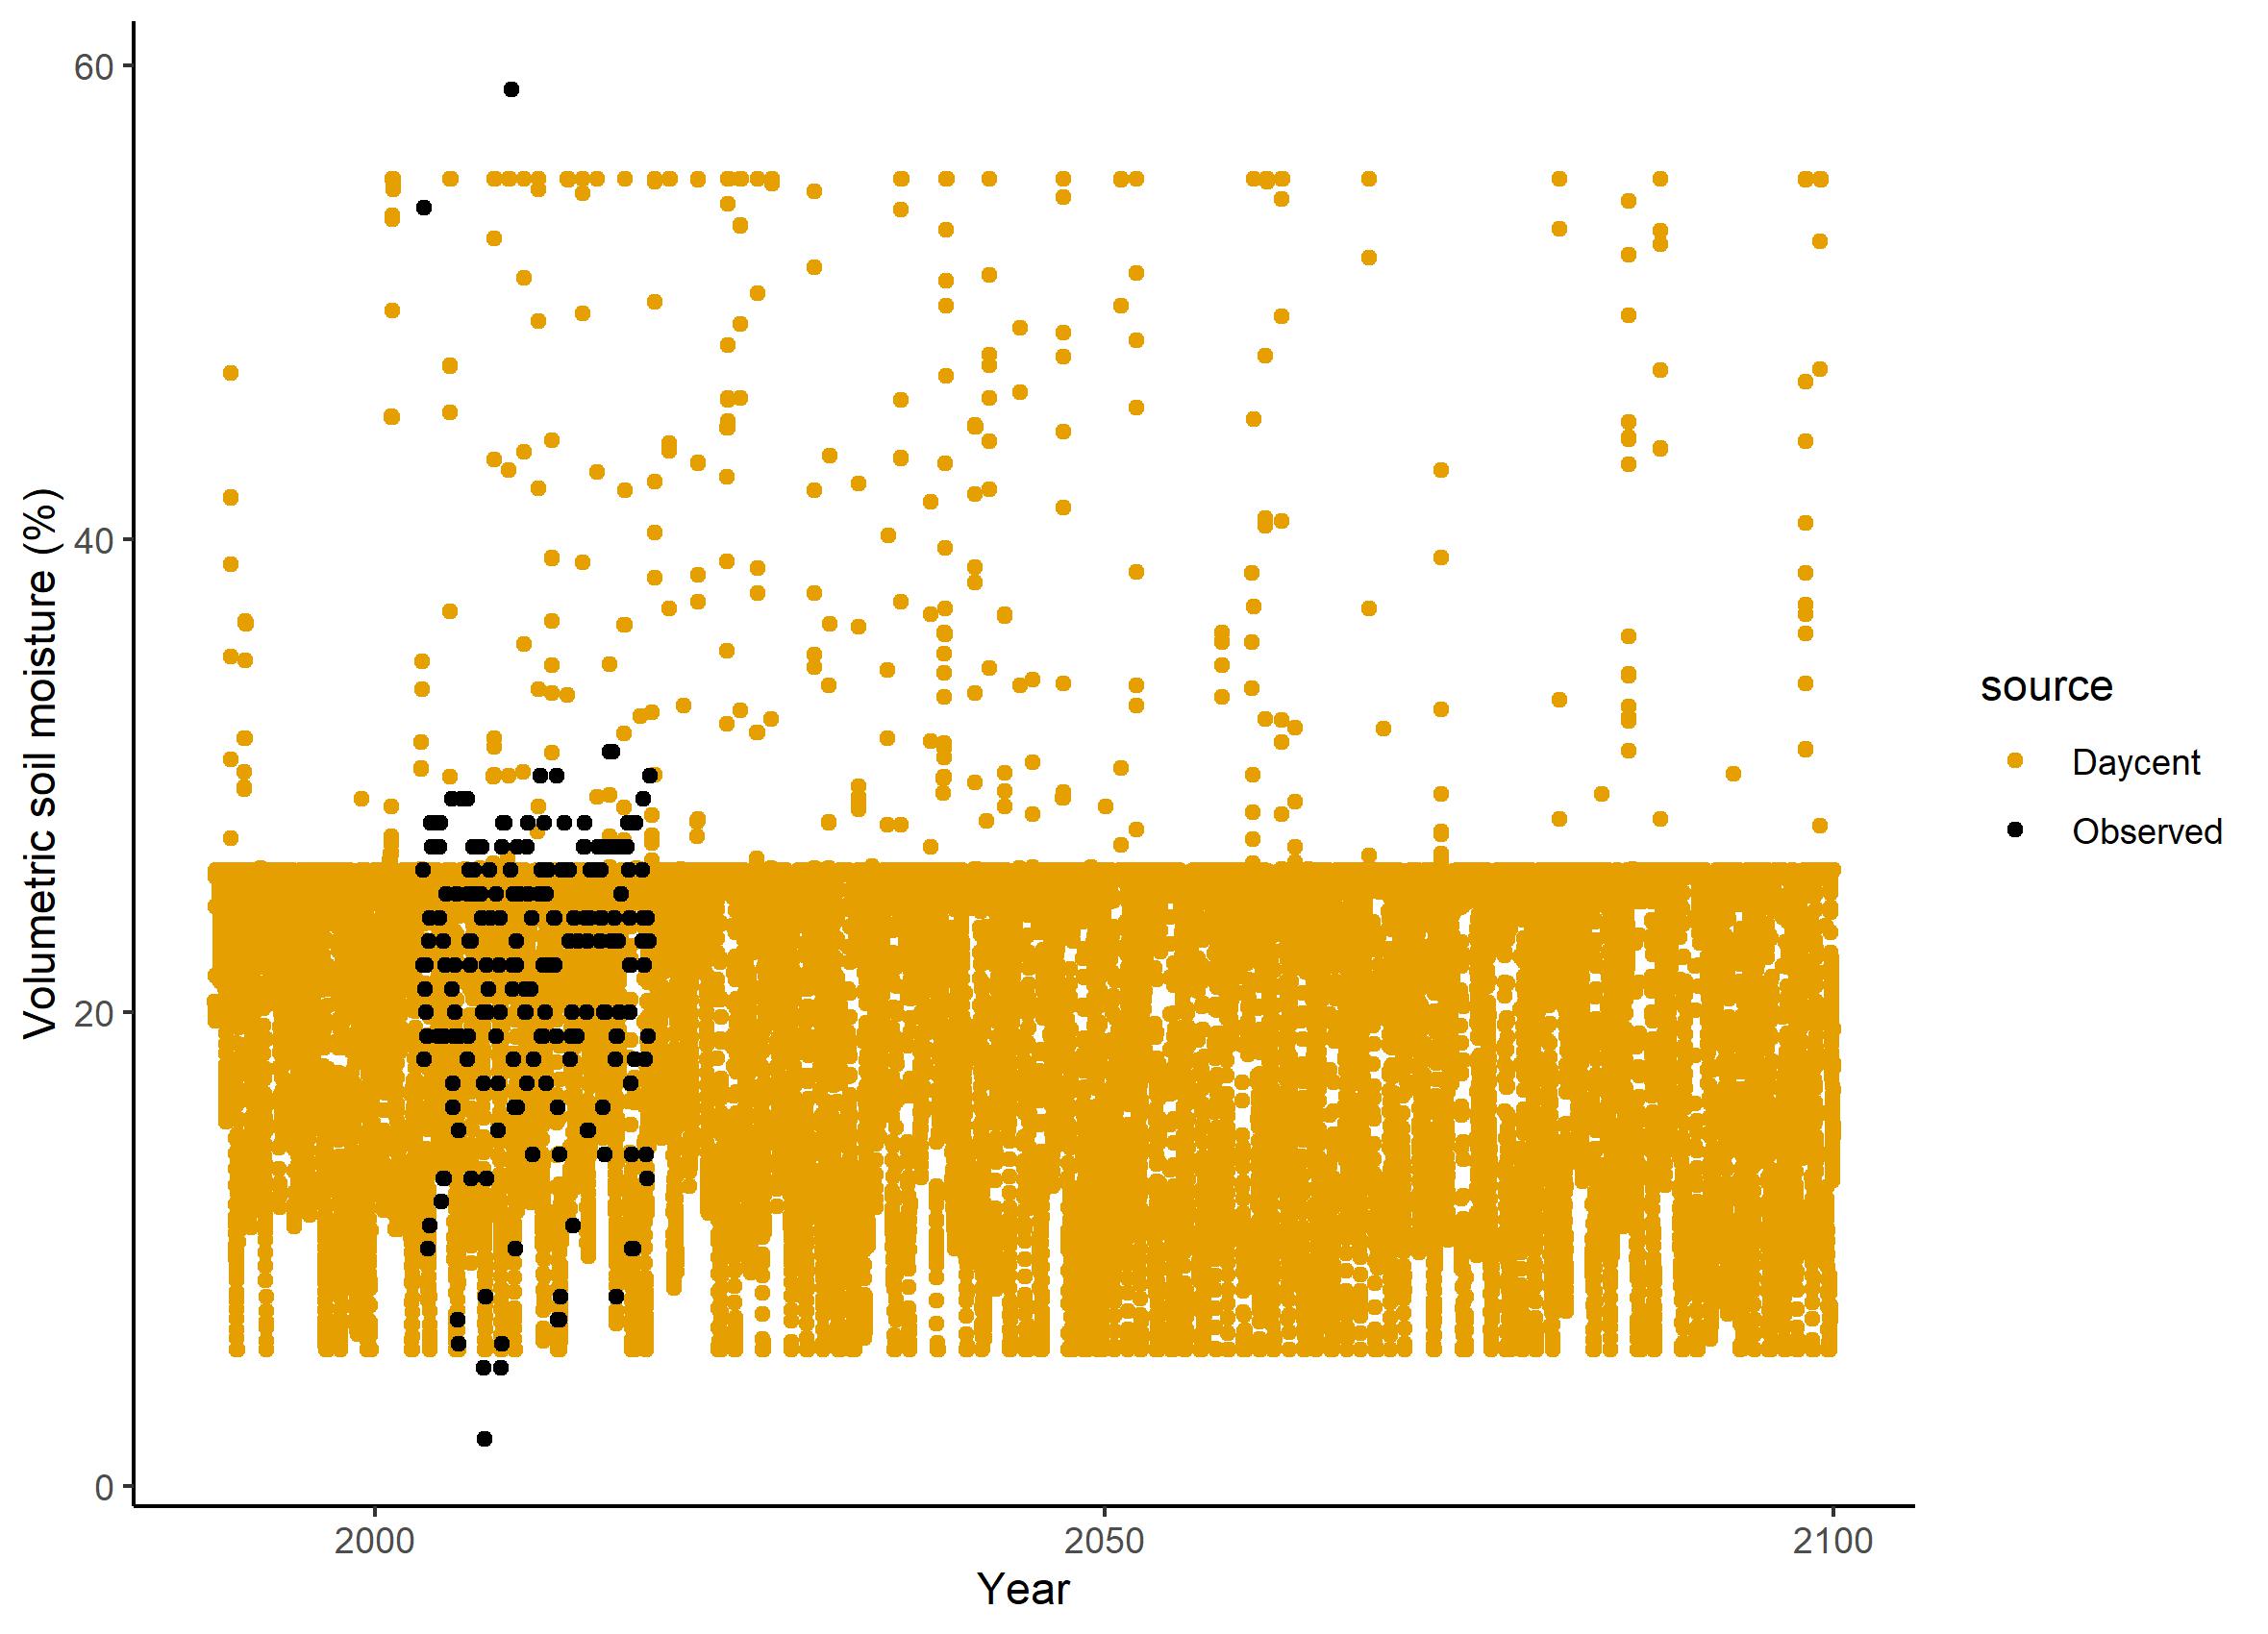 60
40
20
0
Volumetric soil moisture (%)
2000
2050
2100
Year
source
Daycent
Observed